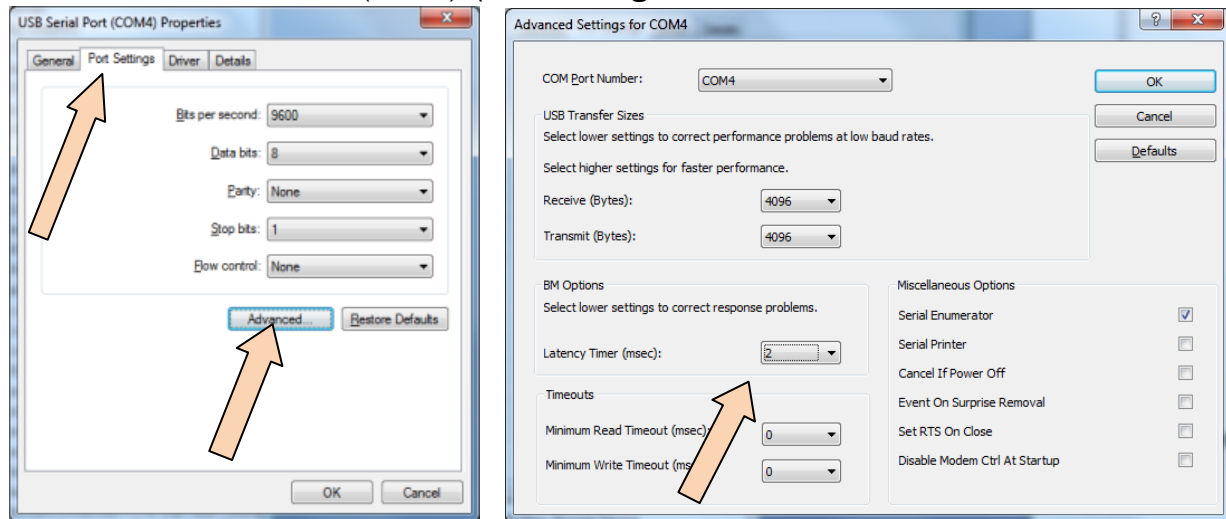 USB Serial Port (COM4) Properties
General Port Settings Driver Details
Bits per second: 9600
Data bits: 8
Parity: None
Stop bits: 1
Flow control: None
Advanced... Restore Defaults
OK Cancel
Advanced Settings for COM4
COM Port Number: COM4
OK
Cancel
Defaults
USB Transfer Sizes
Select lower settings to correct performance problems at low baud rates.
Select higher settings for faster performance.
Receive (Bytes): 4096
Transmit (Bytes): 4096
BM Options
Select lower settings to correct response problems.
Latency Timer (msec): 2
Timeouts
Minimum Read Timeout (msec): 0
Minimum Write Timeout (ms 0
Miscellaneous Options
Serial Enumerator
Serial Printer
Cancel If Power Off
Event On Surprise Removal
Set RTS On Close
Disable Modem Ctrl At Startup